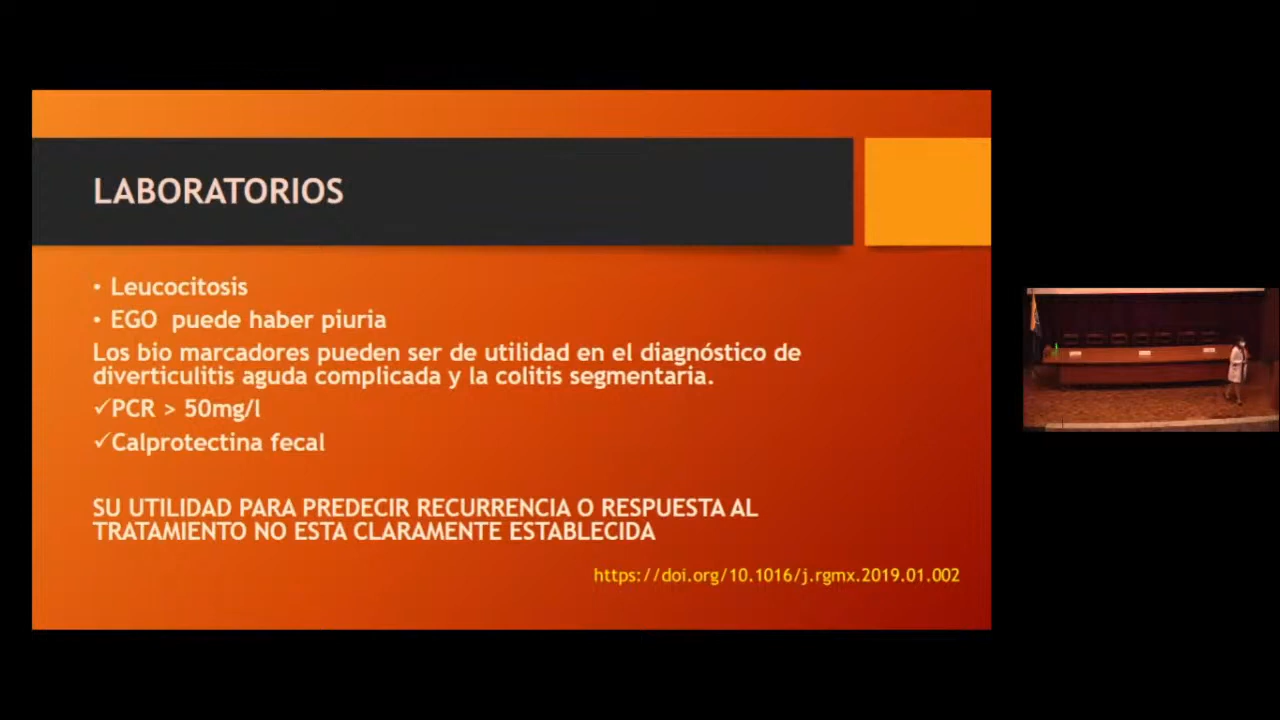 LABORATORIOS
• Leucocitosis
• EGO  puede haber piuria
Los bio marcadores pueden ser de utilidad en el diagnóstico de
diverticulitis aguda complicada y la colitis segmentaria.
✓PCR > 50mg/l
✓Calprotectina fecal
SU UTILIDAD PARA PREDECIR RECURRENCIA O RESPUESTA AL
TRATAMIENTO NO ESTA CLARAMENTE ESTABLECIDA
https://doi.org/10.1016/j.rgmx.2019.01.002